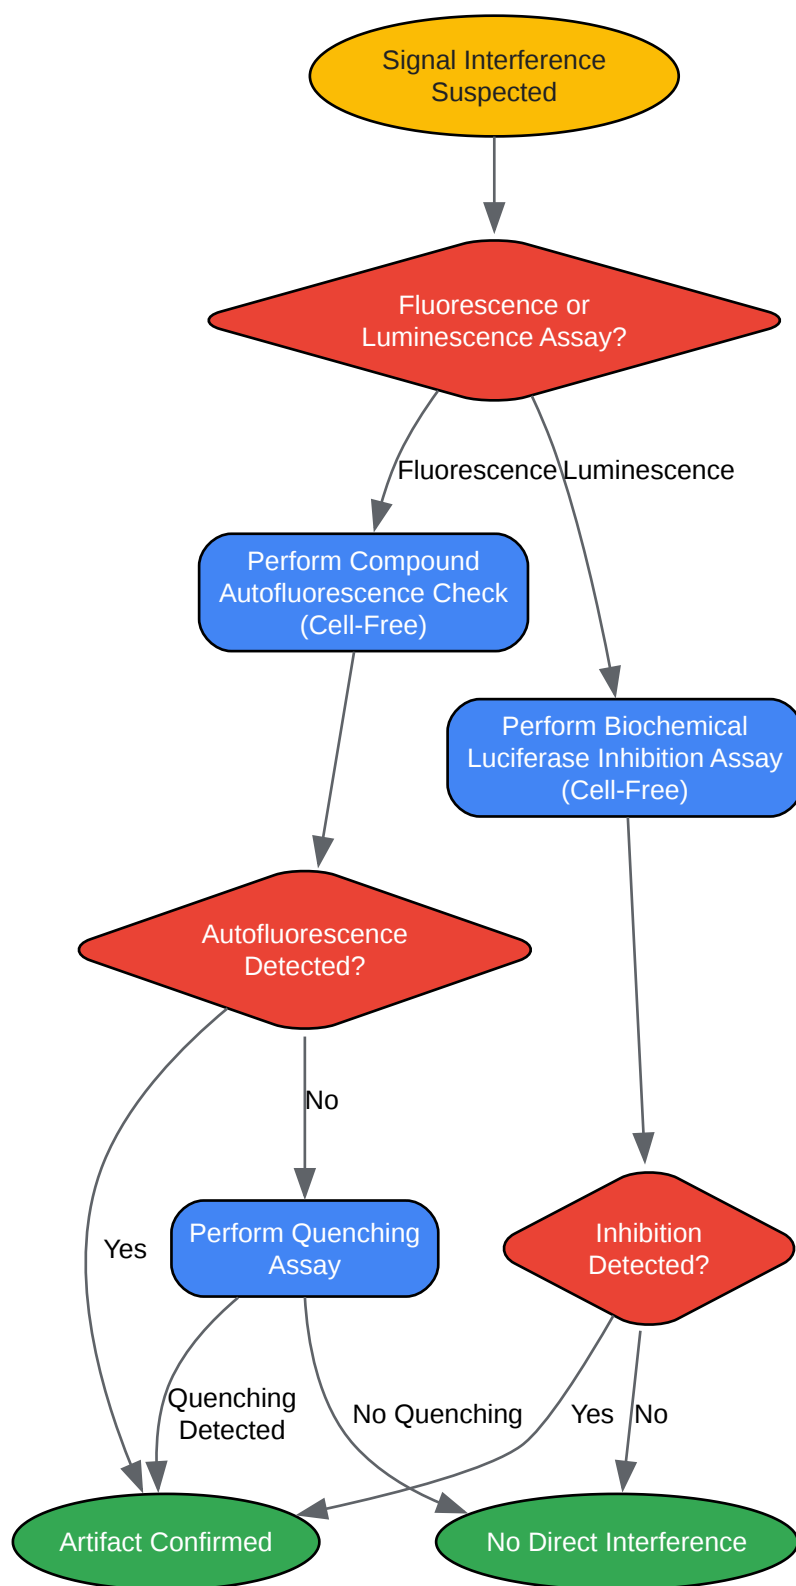 Signal Interference
Suspected
Fluorescence or
Luminescence Assay?
Fluorescence
Luminescence
Perform Compound
Autofluorescence Check
(Cell-Free)
Perform Biochemical
Luciferase Inhibition Assay
(Cell-Free)
Autofluorescence
Detected?
No
Yes
Perform Quenching
Assay
Inhibition
Detected?
Quenching
Detected
No Quenching
Yes
No
Artifact Confirmed
No Direct Interference